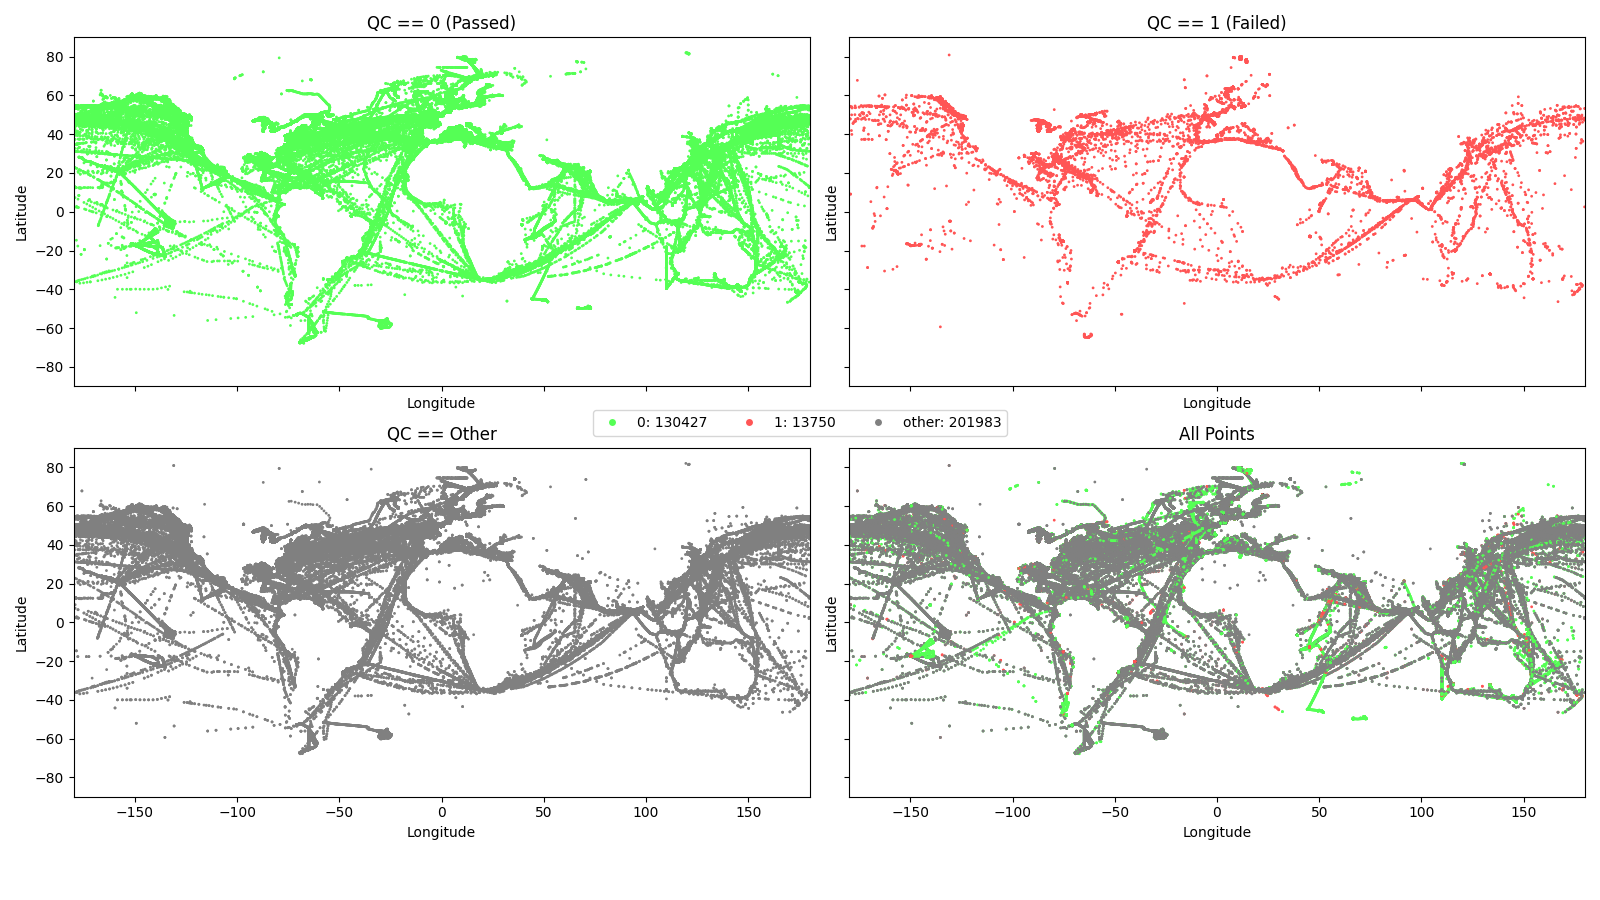 QC == 0 (Passed)
QC == 1 (Failed)
80
60
40
20
0
−20
−40
−60
−80
Latitude
Latitude
Longitude
Longitude
0: 130427
1: 13750
other: 201983
QC == Other
All Points
80
60
40
20
0
−20
−40
−60
−80
Latitude
Latitude
−150
−100
−50
0
50
100
150
−150
−100
−50
0
50
100
150
Longitude
Longitude